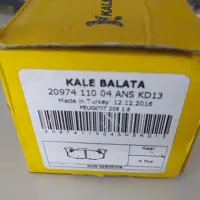 KALE BALATA
20974 110 04 ANS KD13
Made in Turkey 12.12.2016
PEUGEOT 206 1.6
20974110004ANSKD13
4 Pcs